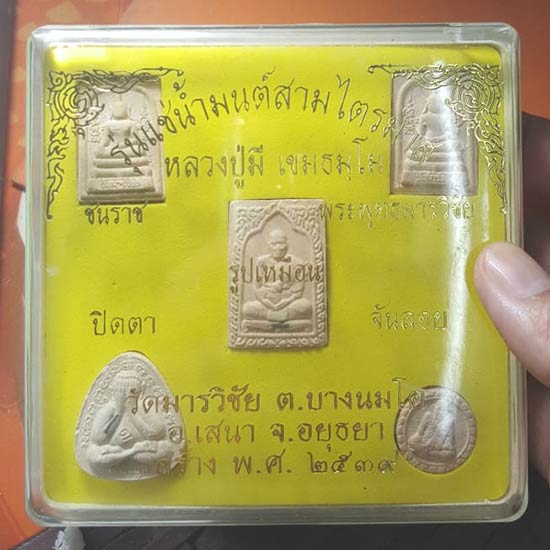 รุ่นแช่น้ำมนต์สามไตรมาส
หลวงปู่มี เขมธมฺโม
ชินราช พระพุทธมารวิชัย
รูปเหมือน
ปิดตา จันลอย
วัดมารวิชัย ต.บางนมโค
อ.เสนา จ.อยุธยา
สร้าง พ.ศ. ๒๕๓๙